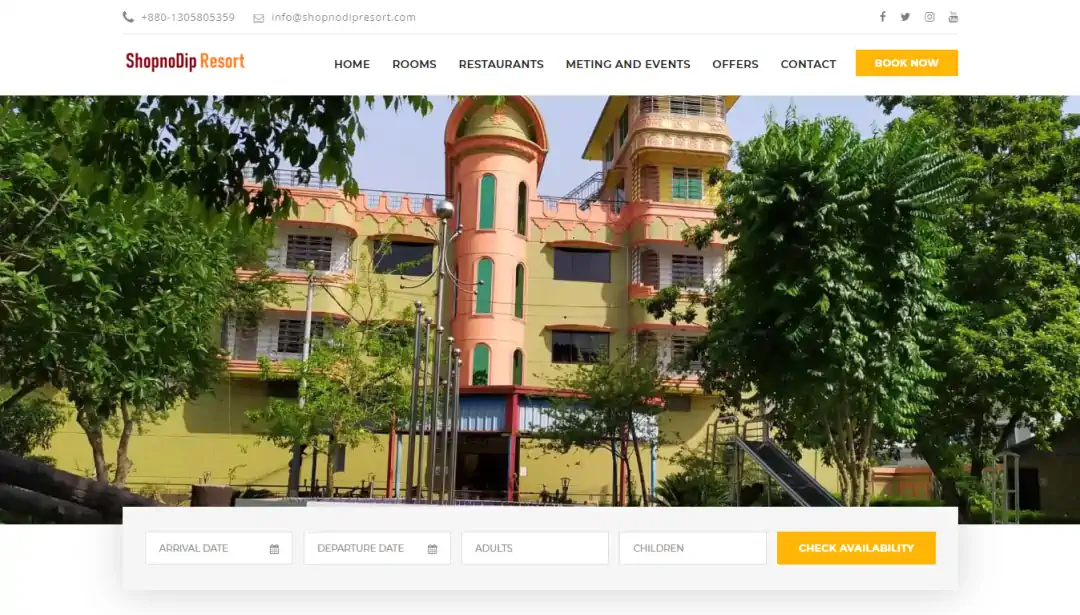 +880-1305805359 info@shopnodipresort.com
ShopnoDip Resort HOME ROOMS RESTAURANTS METING AND EVENTS OFFERS CONTACT BOOK NOW
ARRIVAL DATE DEPARTURE DATE ADULTS CHILDREN CHECK AVAILABILITY